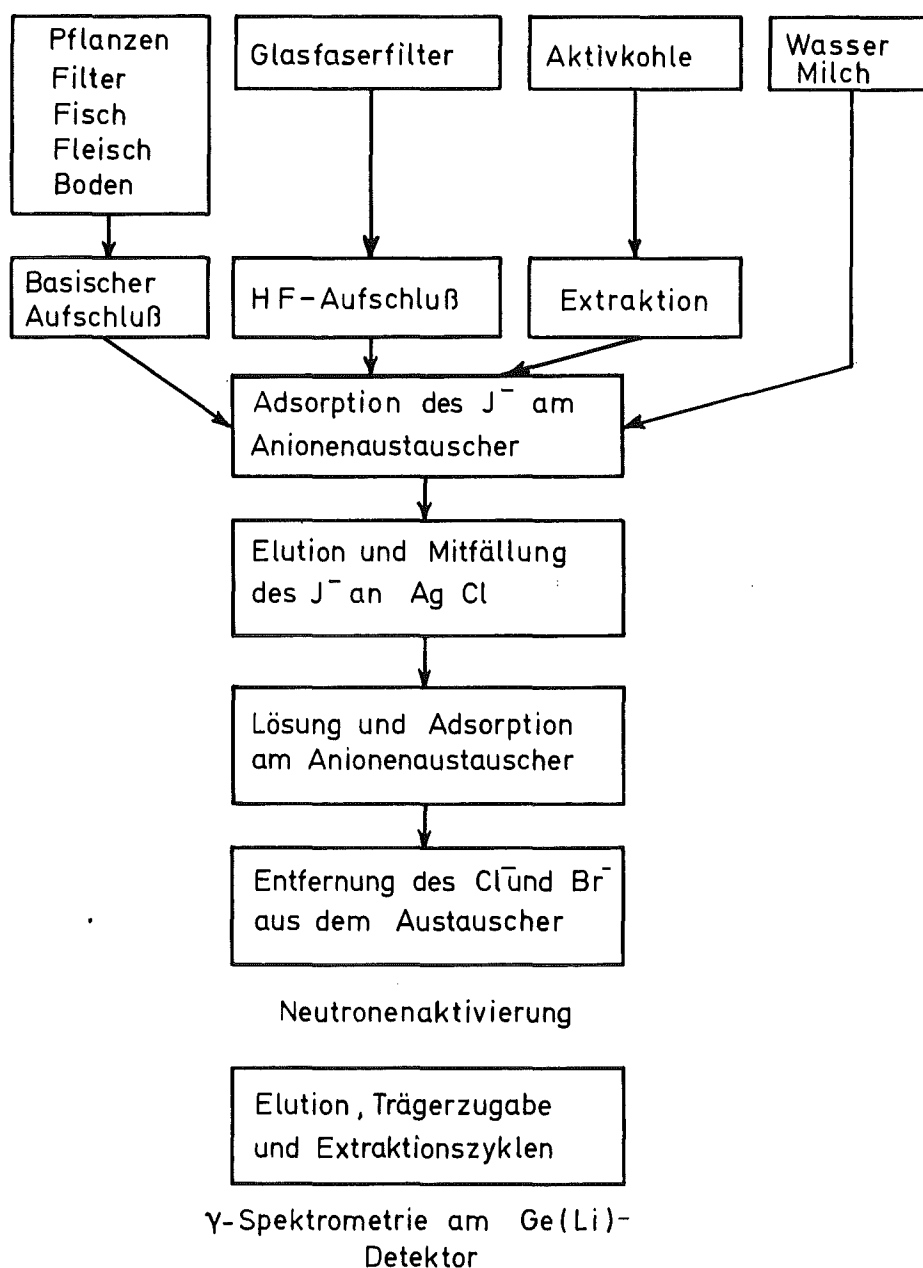 Pflanzen
Filter
Fisch
Fleisch
Boden
Glasfaserfilter
Aktivkohle
Wasser
Milch
Basischer
Aufschluß
HF-Aufschluß
Extraktion
Adsorption des J⁻ am
Anionenaustauscher
Elution und Mitfällung
des J⁻ an Ag Cl
Lösung und Adsorption
am Anionenaustauscher
Entfernung des Cl⁻und Br⁻
aus dem Austauscher
Neutronenaktivierung
Elution, Trägerzugabe
und Extraktionszyklen
γ-Spektrometrie am Ge(Li)-
Detektor